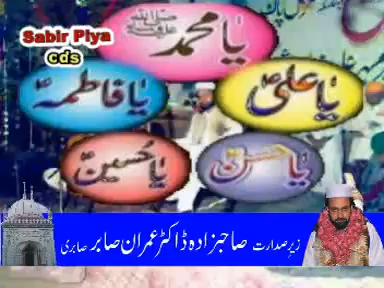 Sabir Piya
cds
یا محمد صلی اللہ علیہ وسلم
یا فاطمہ
یا علی
یا حسین
یا حسن
زیر صدارت صاحبزادہ ڈاکٹر عمران صابر صابری